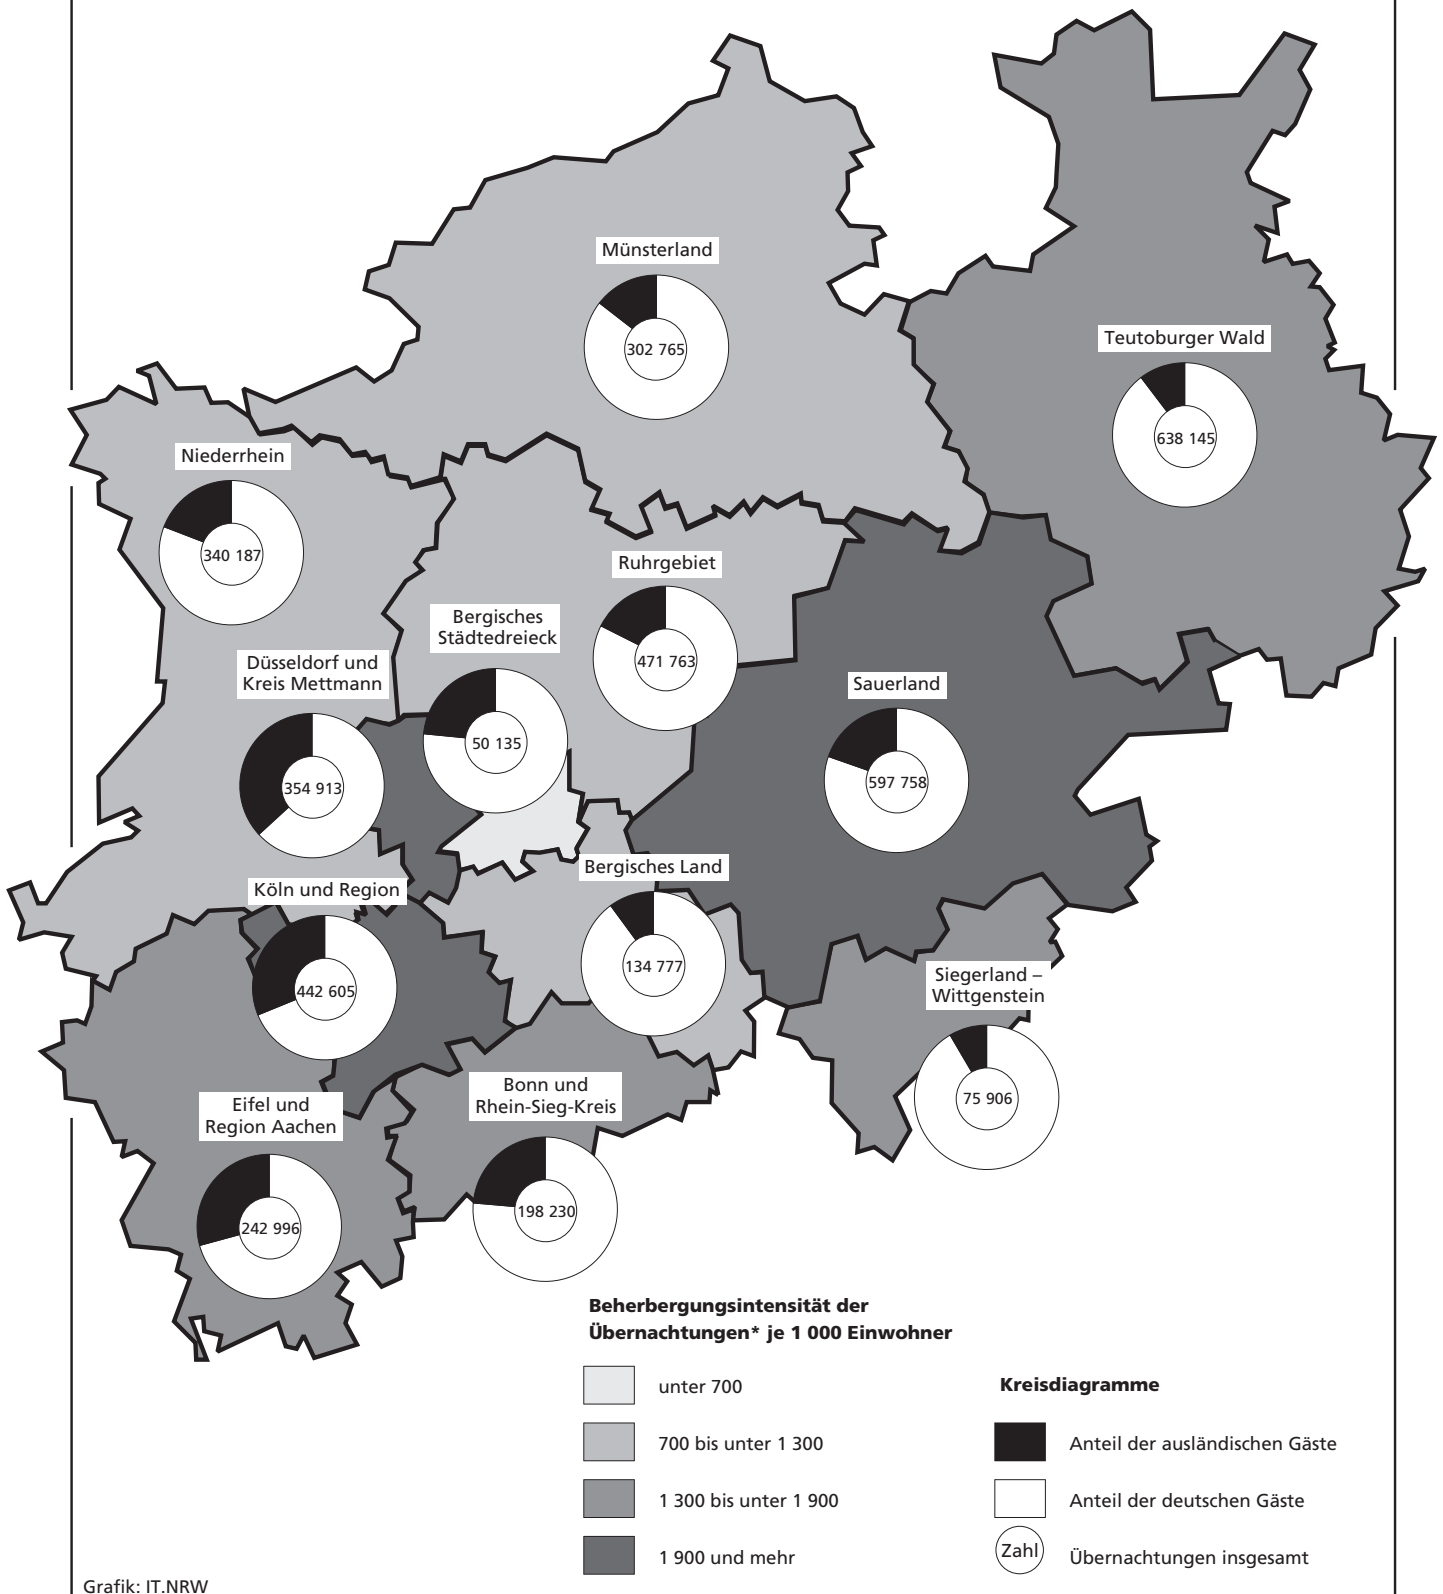 Münsterland
302 765
Teutoburger Wald
638 145
Niederrhein
340 187
Ruhrgebiet
471 763
Bergisches
Städtedreieck
50 135
Düsseldorf und
Kreis Mettmann
354 913
Sauerland
597 758
Bergisches Land
134 777
Köln und Region
442 605
Siegerland –
Wittgenstein
75 906
Bonn und
Rhein-Sieg-Kreis
198 230
Eifel und
Region Aachen
242 996
Beherbergungsintensität der
Übernachtungen* je 1 000 Einwohner
unter 700
700 bis unter 1 300
1 300 bis unter 1 900
1 900 und mehr
Kreisdiagramme
Anteil der ausländischen Gäste
Anteil der deutschen Gäste
Zahl Übernachtungen insgesamt
Grafik: IT.NRW